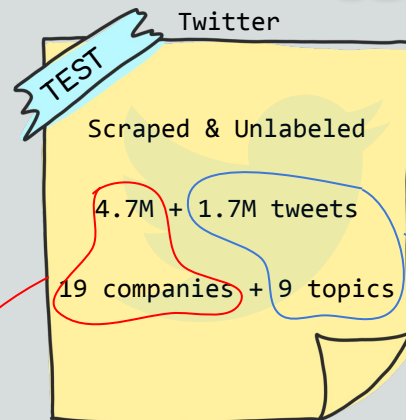 Twitter
TEST
Scraped & Unlabeled
4.7M + 1.7M tweets
19 companies + 9 topics